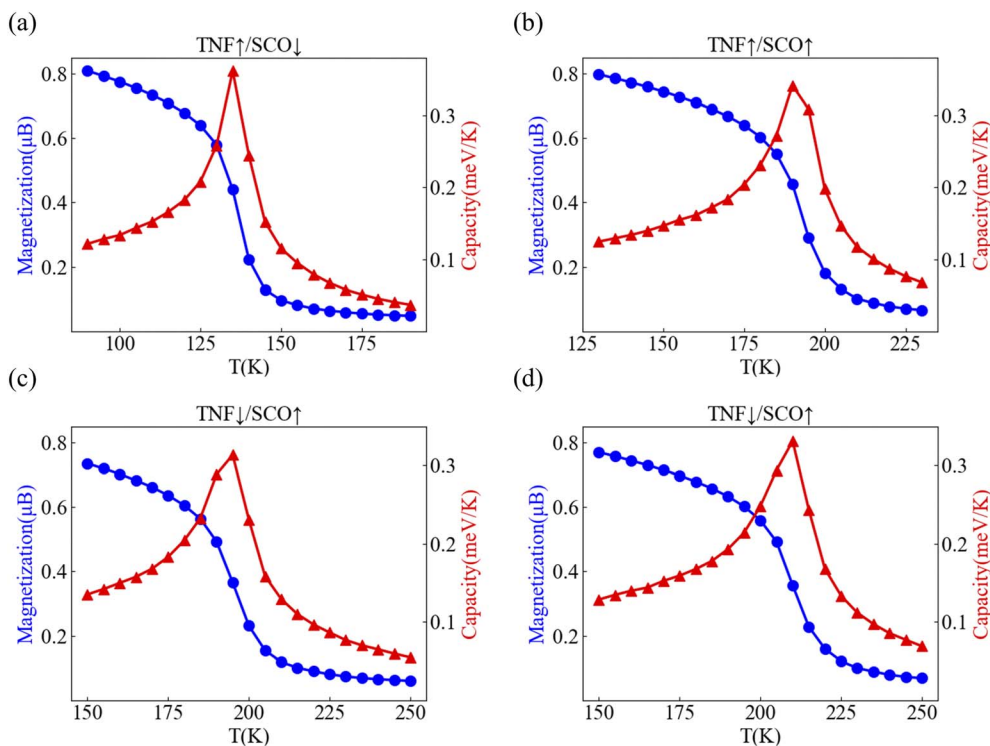 (a)
TNF↑/SCO↓
0.8
0.6
0.4
0.2
Magnetization(μB)
0.3
0.2
0.1
Capacity(meV/K)
100 125 150 175
T(K)
(b)
TNF↑/SCO↑
0.8
0.6
0.4
0.2
Magnetization(μB)
0.3
0.2
0.1
Capacity(meV/K)
125 150 175 200 225
T(K)
(c)
TNF↓/SCO↑
0.8
0.6
0.4
0.2
Magnetization(μB)
0.3
0.2
0.1
Capacity(meV/K)
150 175 200 225 250
T(K)
(d)
TNF↓/SCO↑
0.8
0.6
0.4
0.2
Magnetization(μB)
0.3
0.2
0.1
Capacity(meV/K)
150 175 200 225 250
T(K)